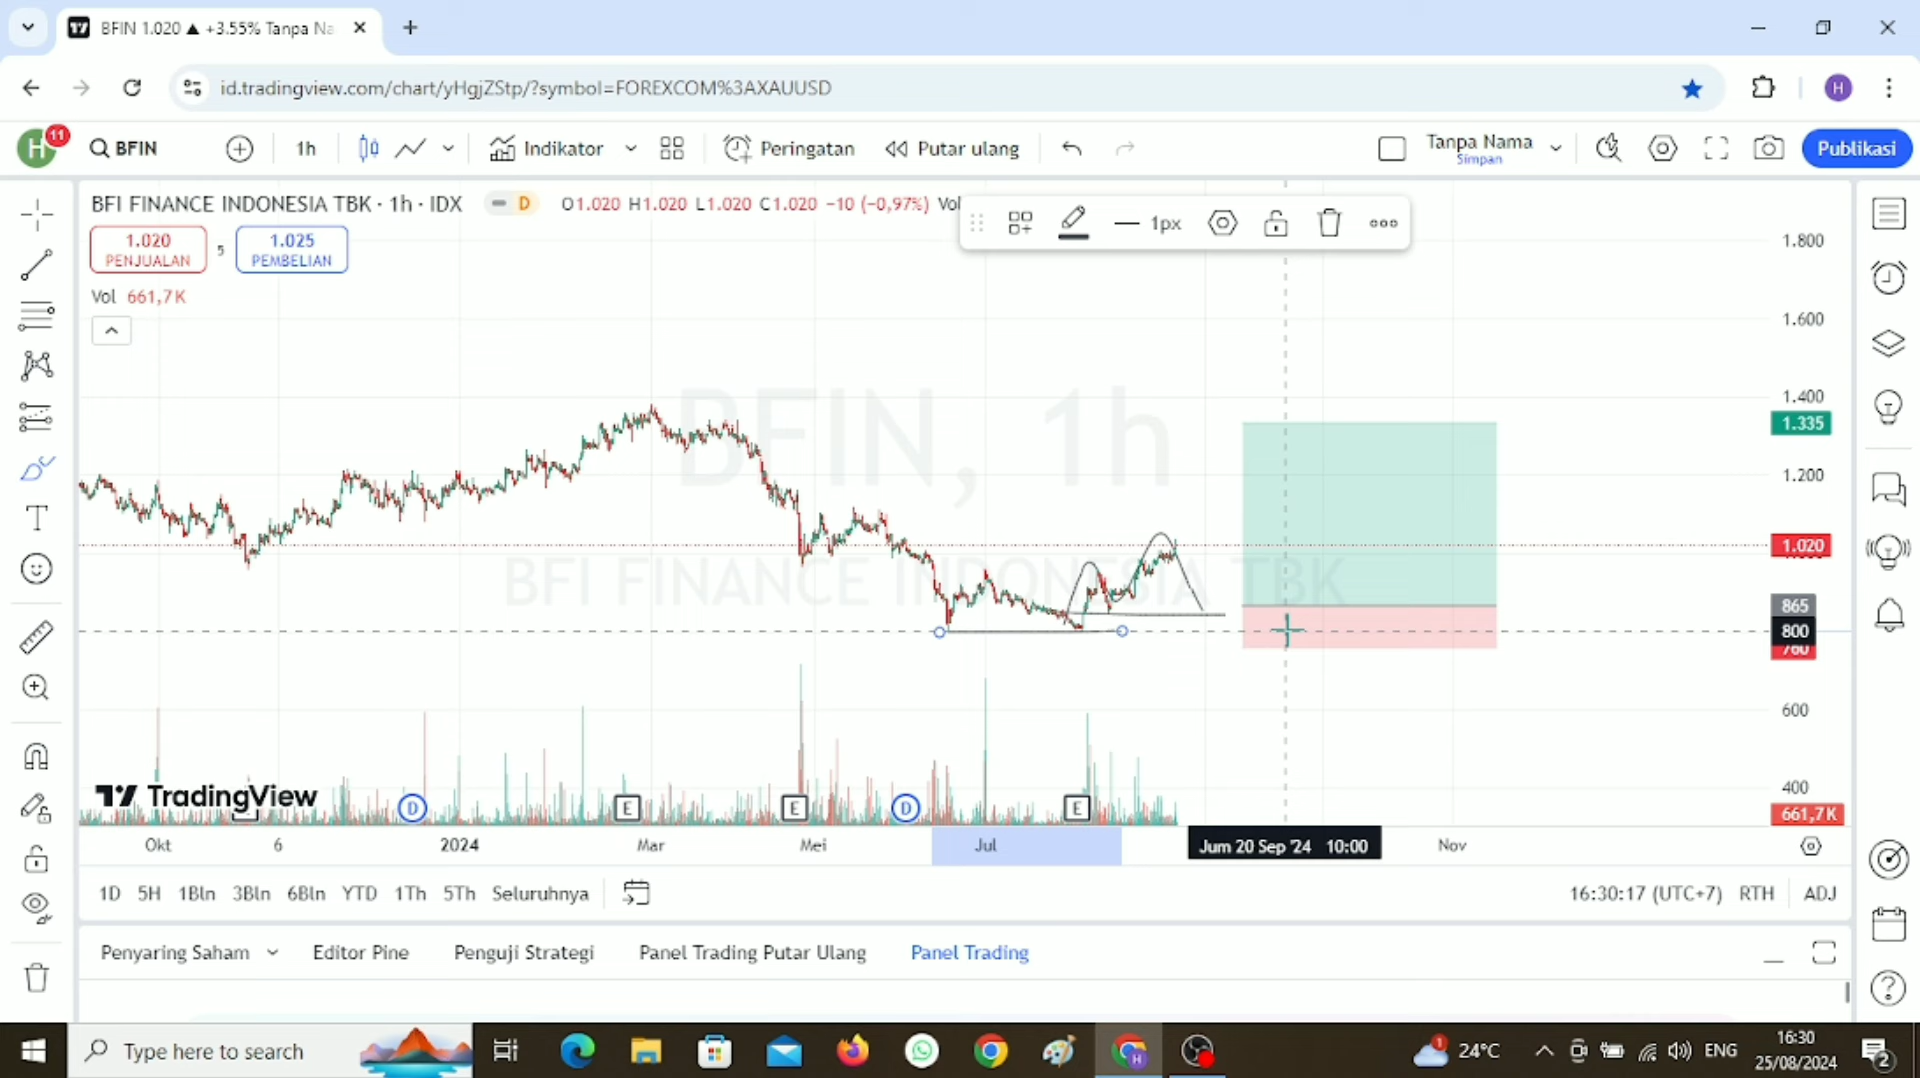 BFIN 1.020 ▲ +3.55% Tanpa Na
id.tradingview.com/chart/yHgjZStp/?symbol=FOREXCOM%3AXAUUSD
H
H
11
BFIN
1h
Indikator
Peringatan
Putar ulang
Tanpa Nama
Simpan
Publikasi
BFI FINANCE INDONESIA TBK · 1h · IDX
D
O1.020 H1.020 L1.020 C1.020 −10 (−0,97%) Vol
1px
1.020
PENJUALAN
5
1.025
PEMBELIAN
Vol 661,7K
BFIN, 1h
BFI FINANCE INDONESIA TBK
1.800
1.600
1.400
1.335
1.200
1.020
865
800
760
600
400
661,7K
TradingView
D
E
E
D
E
Okt
6
2024
Mar
Mei
Jul
Jum 20 Sep '24 10:00
Nov
1D 5H 1Bln 3Bln 6Bln YTD 1Th 5Th Seluruhnya
16:30:17 (UTC+7) RTH ADJ
Penyaring Saham
Editor Pine
Penguji Strategi
Panel Trading Putar Ulang
Panel Trading
Type here to search
1
24°C
ENG
16:30
25/08/2024
2